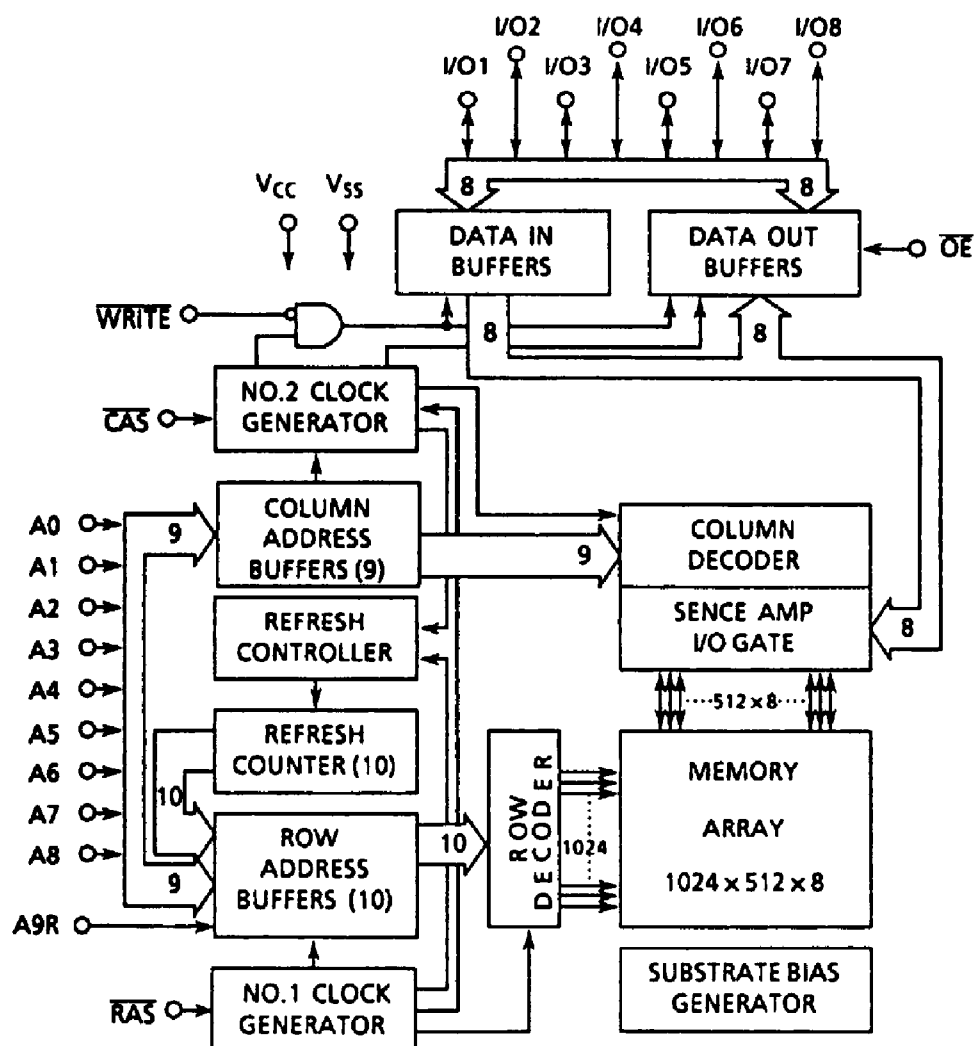 I/O2 I/O4 I/O6 I/O8
I/O1 I/O3 I/O5 I/O7
8 8
VCC VSS
DATA IN
BUFFERS
DATA OUT
BUFFERS
OE
WRITE
8 8
NO.2 CLOCK
GENERATOR
CAS
COLUMN
ADDRESS
BUFFERS (9)
9
9
COLUMN
DECODER
SENCE AMP
I/O GATE
8
REFRESH
CONTROLLER
A0
A1
A2
A3
A4
A5
A6
A7
A8
A9R
512 × 8
REFRESH
COUNTER (10)
10
ROW
ADDRESS
BUFFERS (10)
9
10
ROW
DECODER
1024
MEMORY
ARRAY
1024 × 512 × 8
NO.1 CLOCK
GENERATOR
RAS
SUBSTRATE BIAS
GENERATOR